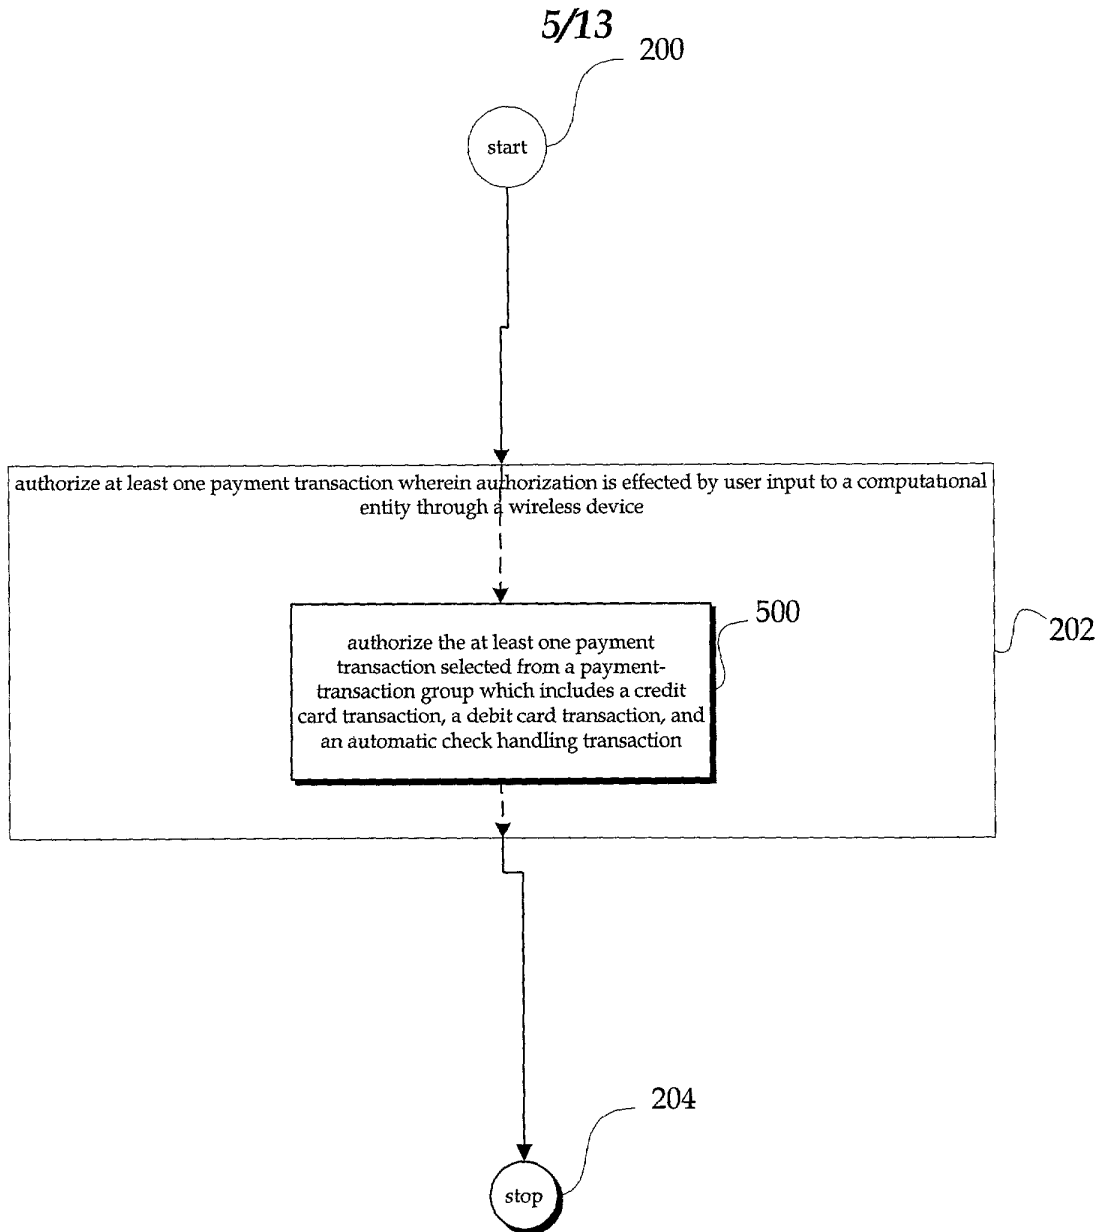 5/13
200
start
authorize at least one payment transaction wherein authorization is effected by user input to a computational
entity through a wireless device
500
authorize the at least one payment
transaction selected from a payment-
transaction group which includes a credit
card transaction, a debit card transaction, and
an automatic check handling transaction
202
204
stop